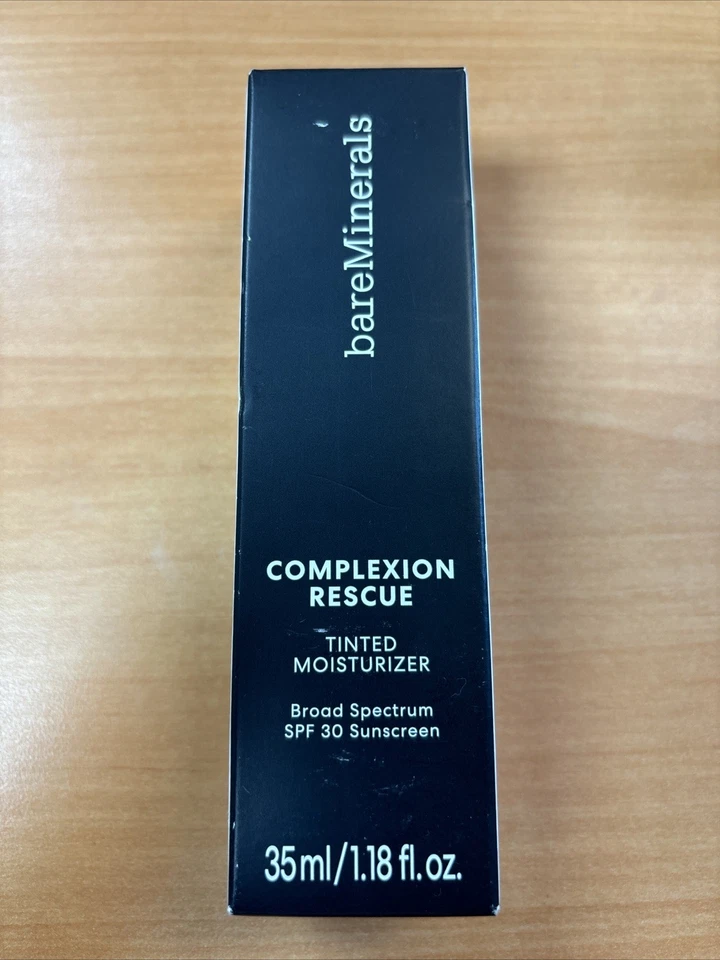 bareMinerals
COMPLEXION
RESCUE
TINTED
MOISTURIZER
Broad Spectrum
SPF 30 Sunscreen
35ml/1.18 fl.oz.